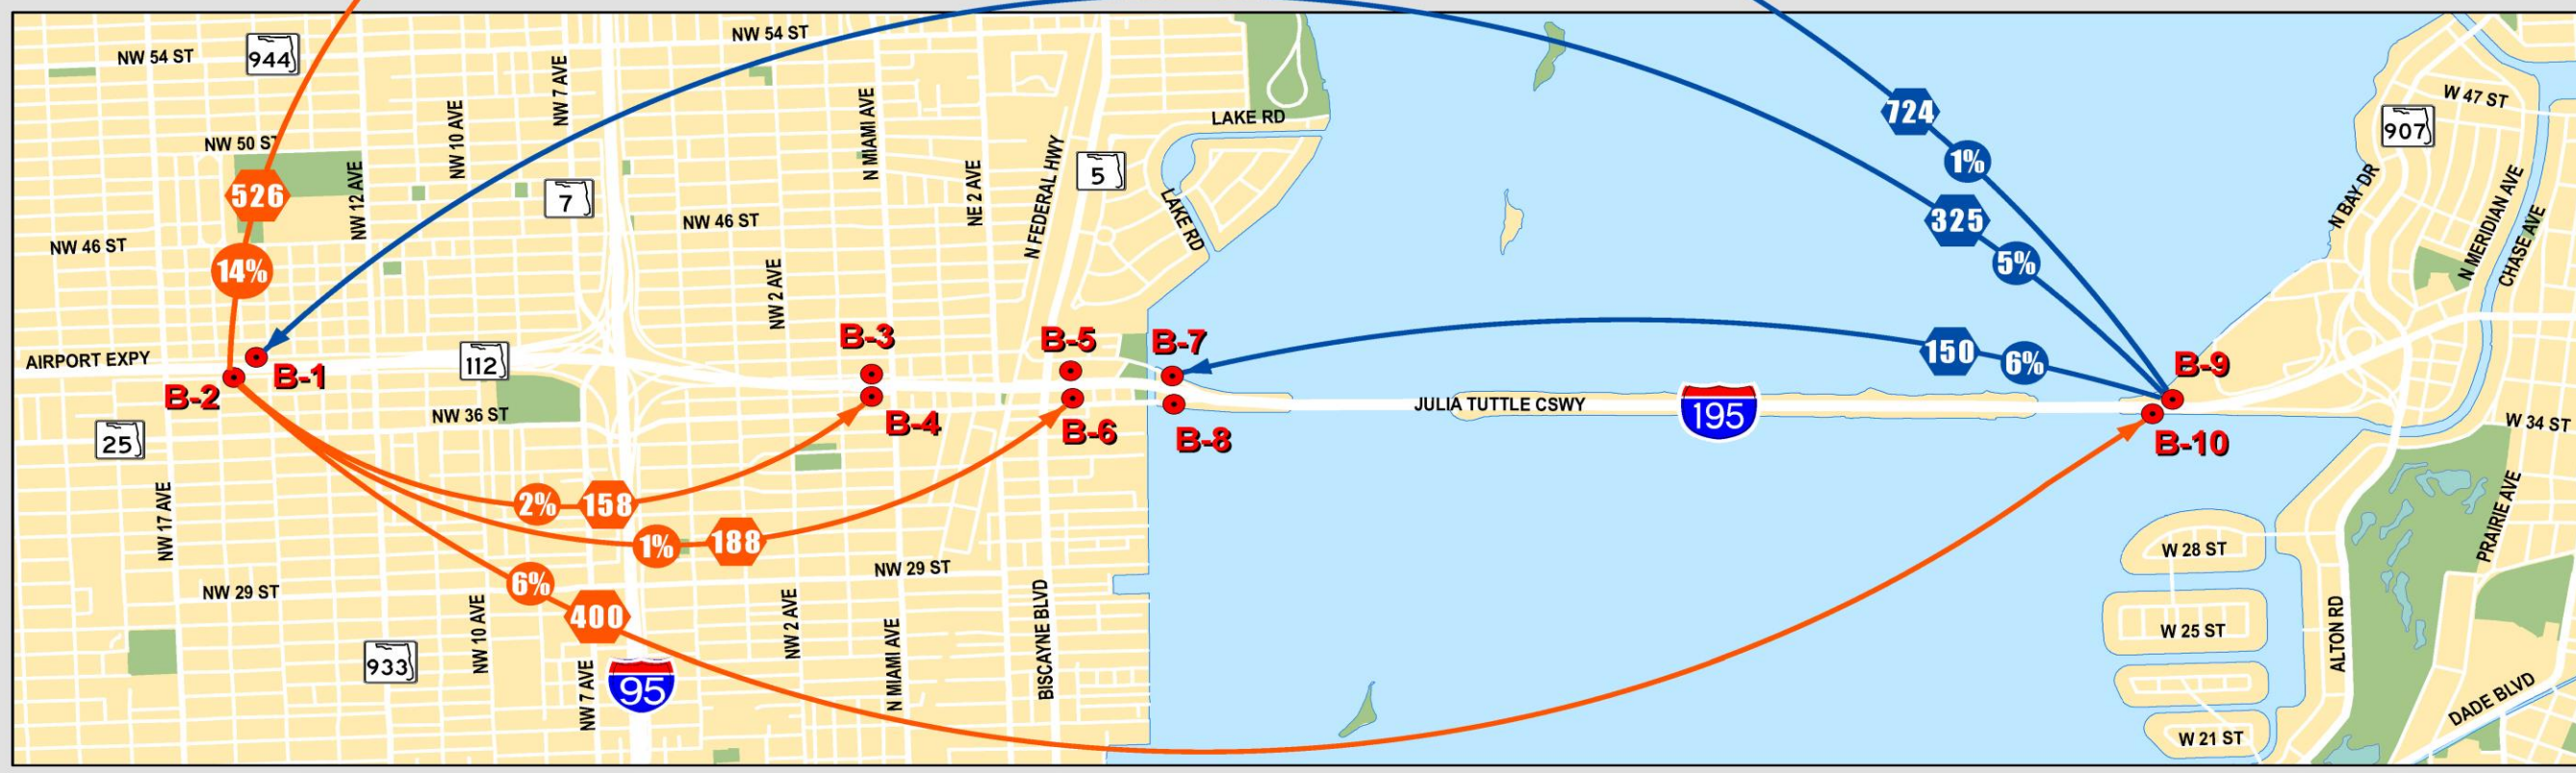 NW 54 ST
944
NW 54 ST
NW 7 AVE
NW 10 AVE
N MIAMI AVE
LAKE RD
724
1%
W 47 ST
907
NW 50 ST
526
NW 12 AVE
7
NW 46 ST
NE 2 AVE
N FEDERAL HWY
5
LAKE RD
325
5%
N BAY DR
N MERIDIAN AVE
CHASE AVE
NW 46 ST
14%
NW 2 AVE
AIRPORT EXPY
112
B-1
B-2
B-3
B-4
B-5
B-6
B-7
B-8
150
6%
B-9
B-10
JULIA TUTTLE CSWY
195
25
NW 36 ST
W 34 ST
NW 17 AVE
2%
158
1%
188
PRAIRIE AVE
W 28 ST
NW 29 ST
6%
400
NW 29 ST
NW 10 AVE
NW 2 AVE
N MIAMI AVE
BISCAYNE BLVD
W 25 ST
ALTON RD
933
NW 7 AVE
95
W 21 ST
DADE BLVD